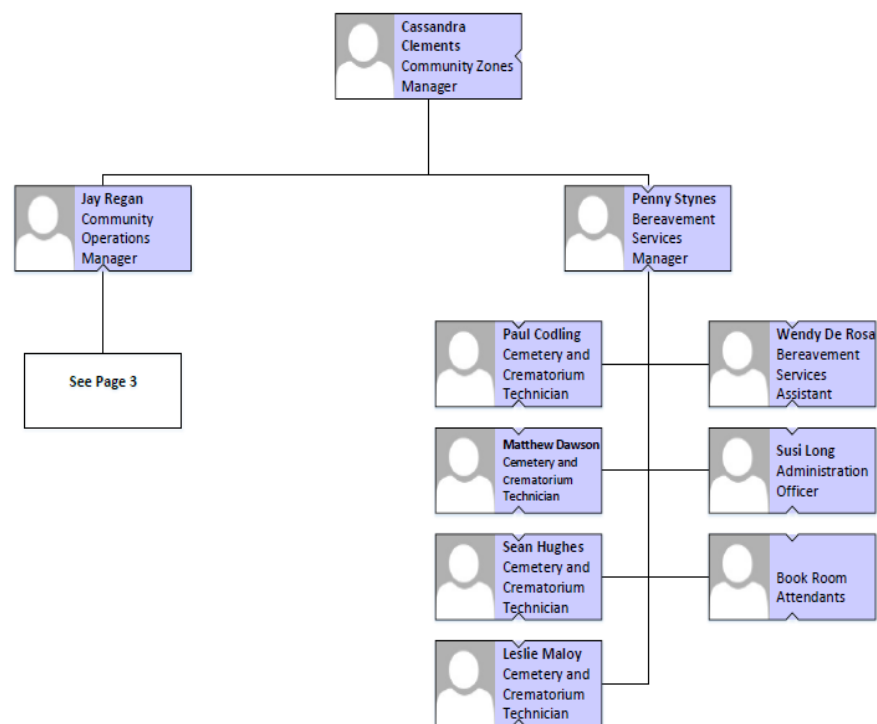 Cassandra
Clements
Community Zones
Manager
Jay Regan
Community
Operations
Manager
Penny Stynes
Bereavement
Services
Manager
See Page 3
Paul Codling
Cemetery and
Crematorium
Technician
Wendy De Rosa
Bereavement
Services
Assistant
Matthew Dawson
Cemetery and
Crematorium
Technician
Susi Long
Administration
Officer
Sean Hughes
Cemetery and
Crematorium
Technician
Book Room
Attendants
Leslie Maloy
Cemetery and
Crematorium
Technician